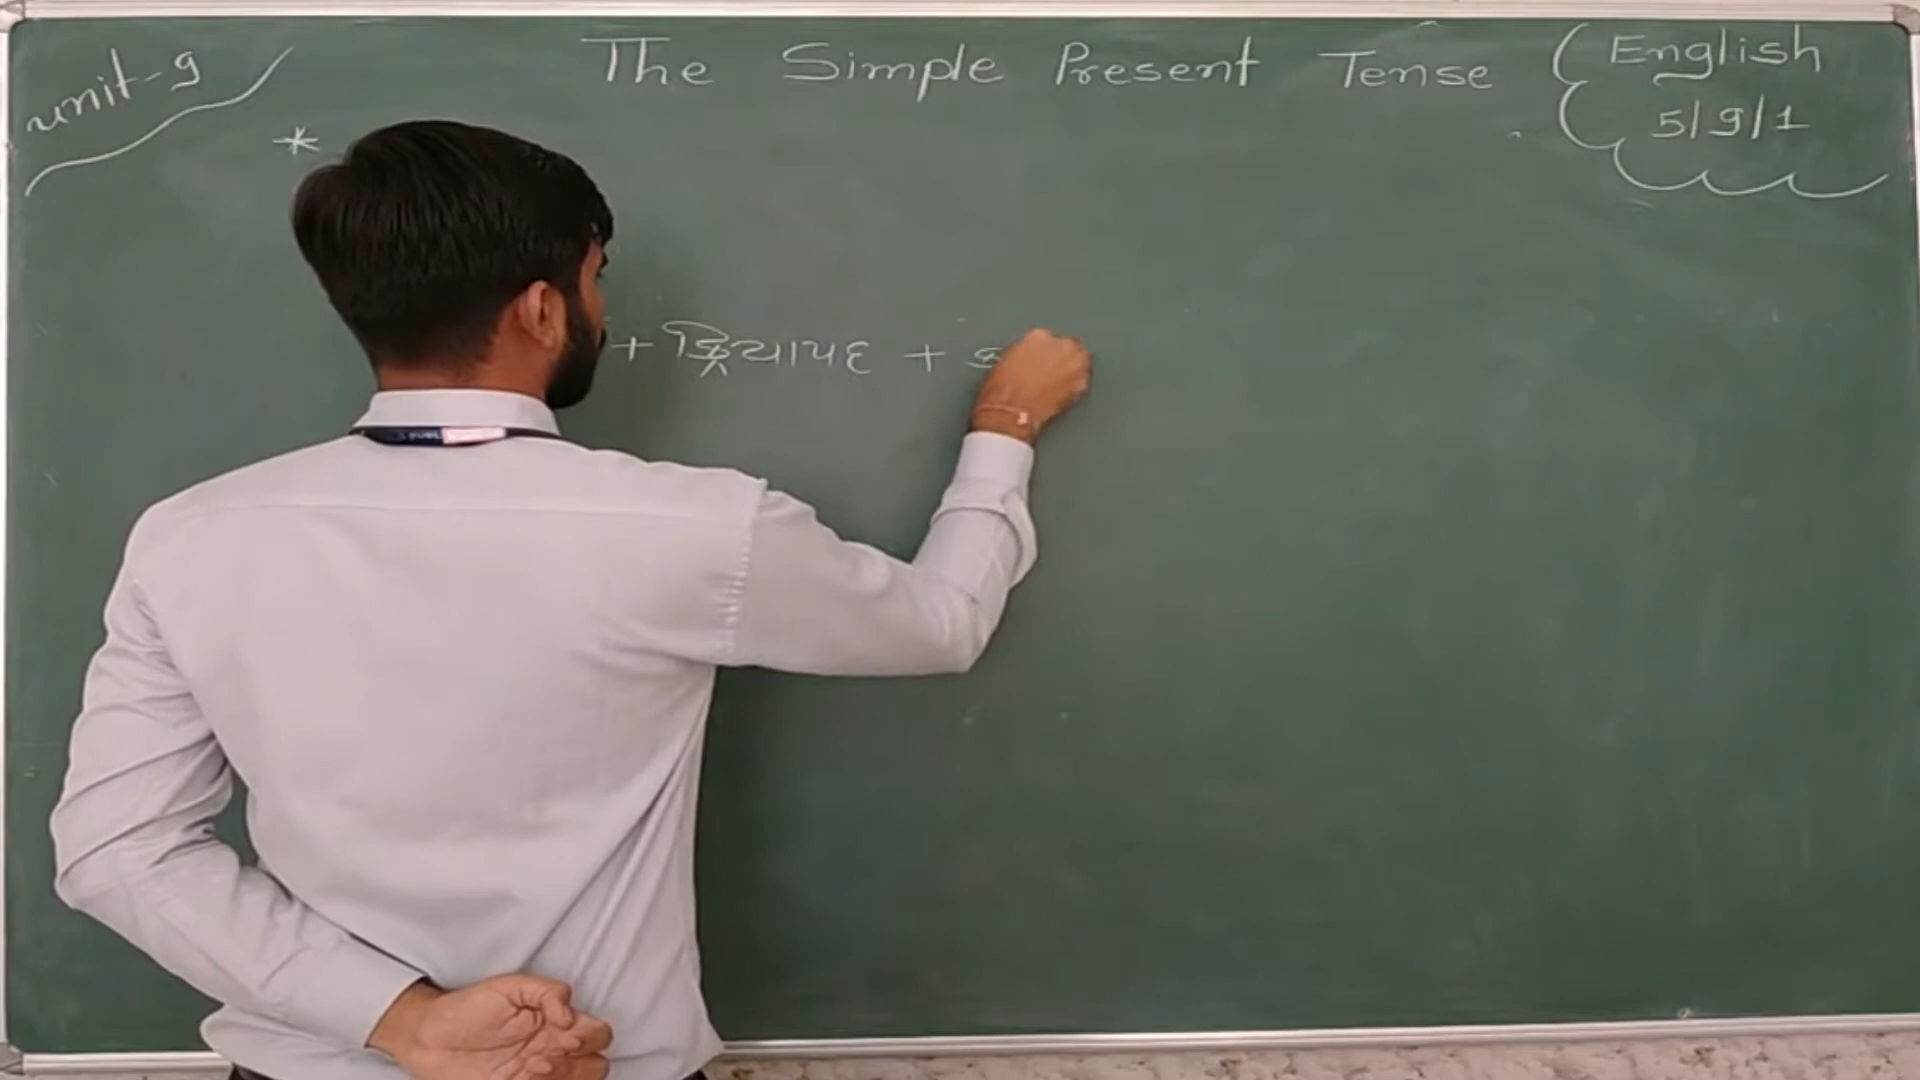 unit-9
The Simple Present Tense
English
5/9/1
*
+ ક્રિયાપદ +